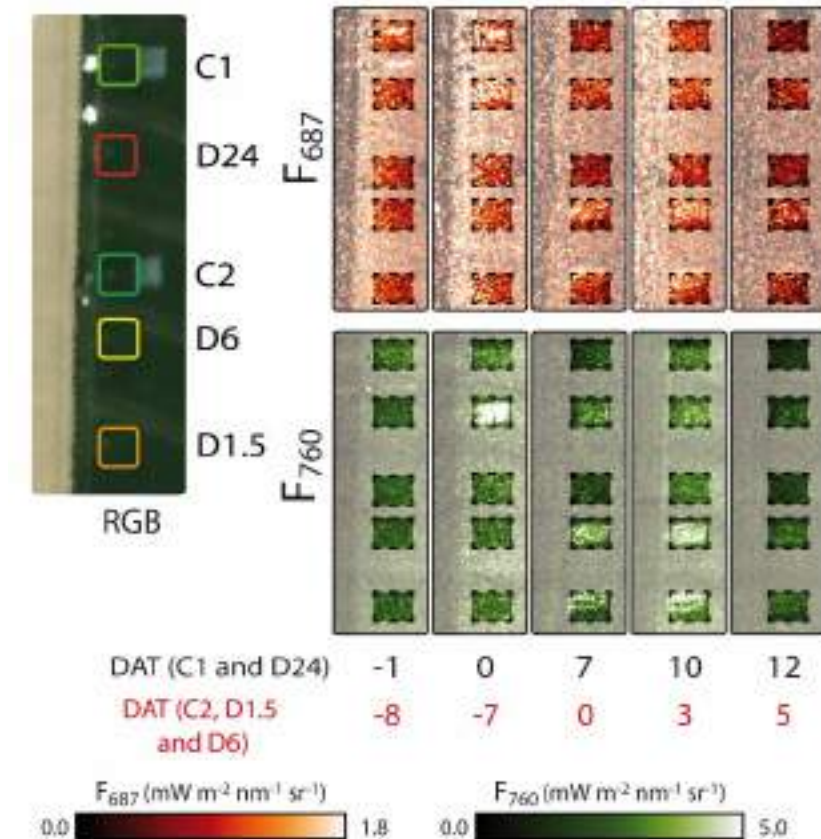 C1
D24
C2
D6
D1.5
RGB
F687
F760
DAT (C1 and D24) -1 0 7 10 12
DAT (C2, D1.5 -8 -7 0 3 5
and D6)
F687 (mW m-2 nm-1 sr-1)
0.0 1.8
F760 (mW m-2 nm-1 sr-1)
0.0 5.0